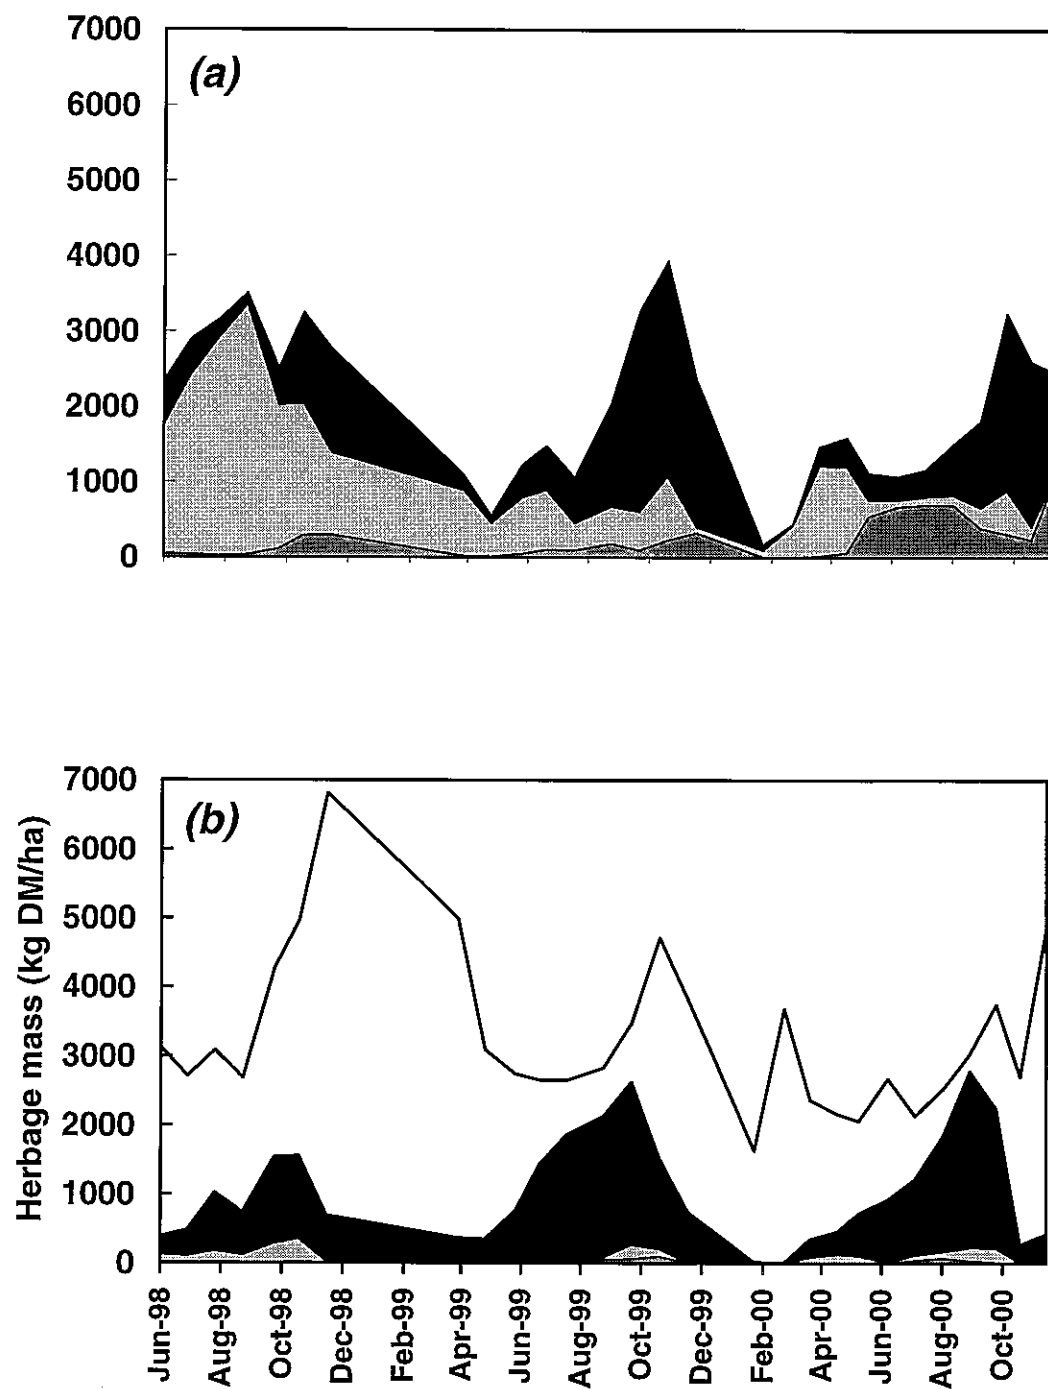 7000
(a)
6000
5000
4000
3000
2000
1000
0
7000
(b)
6000
5000
4000
3000
2000
1000
0
Herbage mass (kg DM/ha)
Jun-98
Aug-98
Oct-98
Dec-98
Feb-99
Apr-99
Jun-99
Aug-99
Oct-99
Dec-99
Feb-00
Apr-00
Jun-00
Aug-00
Oct-00